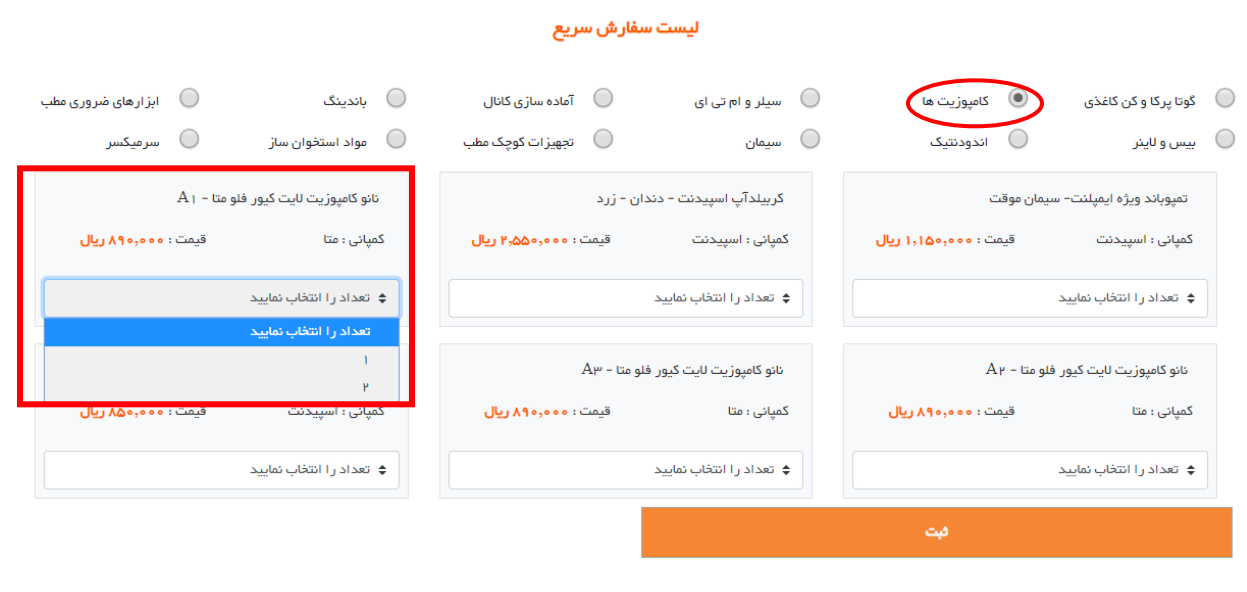 لیست سفارش سریع
گوتا پرکا و کن کاغذی
کامپوزیت ها
سیلر و ام تی ای
آماده سازی کانال
باندینگ
ابزارهای ضروری مطب
بیس و لاینر
اندودنتیک
سیمان
تجهیزات کوچک مطب
مواد استخوان ساز
سرمیکسر
تمپوباند ویژه ایمپلنت- سیمان موقت
کمپانی : اسپیدنت
قیمت : ۱,۱۵۰,۰۰۰ ریال
تعداد را انتخاب نمایید
کربیلدآپ اسپیدنت - دندان - زرد
کمپانی : اسپیدنت
قیمت : ۲,۵۵۰,۰۰۰ ریال
تعداد را انتخاب نمایید
نانو کامپوزیت لایت کیور فلو متا - A۱
کمپانی : متا
قیمت : ۸۹۰,۰۰۰ ریال
تعداد را انتخاب نمایید
تعداد را انتخاب نمایید
۱
۲
نانو کامپوزیت لایت کیور فلو متا - A۲
کمپانی : متا
قیمت : ۸۹۰,۰۰۰ ریال
تعداد را انتخاب نمایید
نانو کامپوزیت لایت کیور فلو متا - A۳
کمپانی : متا
قیمت : ۸۹۰,۰۰۰ ریال
تعداد را انتخاب نمایید
کمپانی : اسپیدنت
قیمت : ۸۵۰,۰۰۰ ریال
تعداد را انتخاب نمایید
ثبت